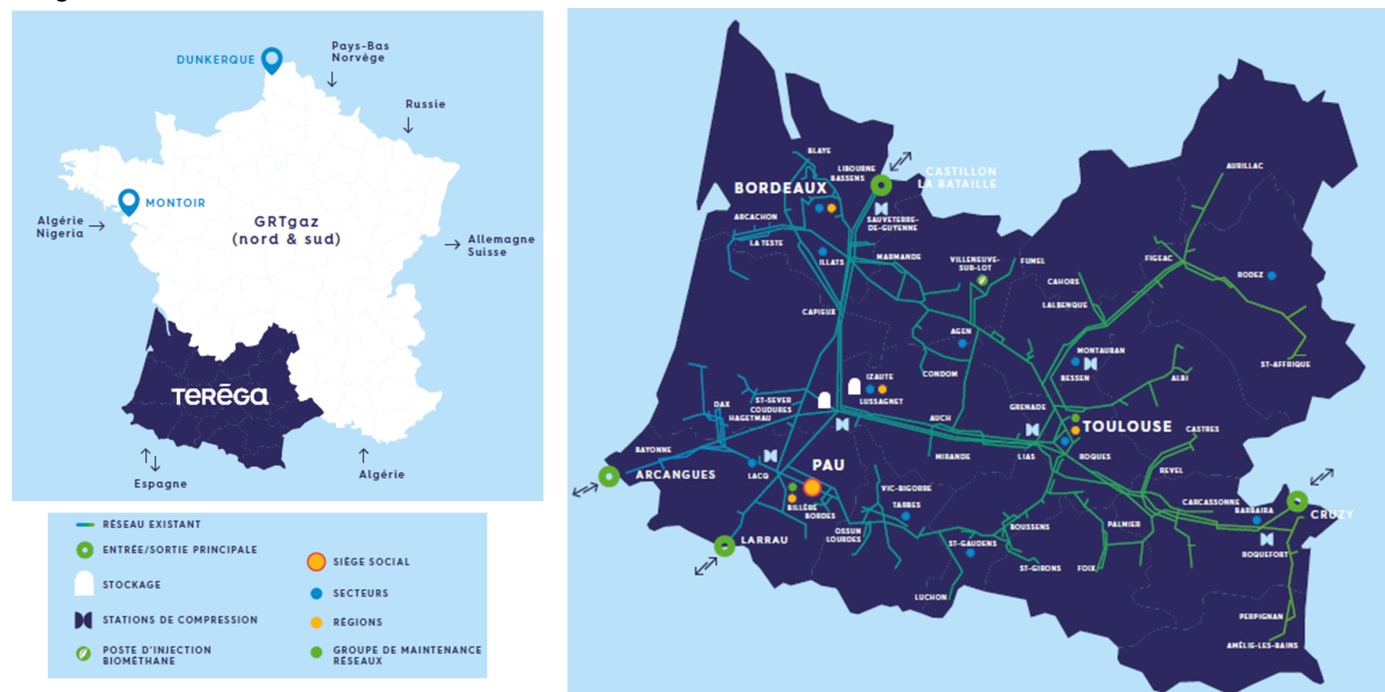 DUNKERQUE
Pays-Bas
Norvège
Russie
MONTOIR
Algérie
Nigeria
GRTgaz
(nord & sud)
Allemagne
Suisse
TERĒGA
Espagne
Algérie
RÉSEAU EXISTANT
ENTRÉE/SORTIE PRINCIPALE
STOCKAGE
STATIONS DE COMPRESSION
POSTE D'INJECTION
BIOMÉTHANE
SIÈGE SOCIAL
SECTEURS
RÉGIONS
GROUPE DE MAINTENANCE
RÉSEAUX
BLAYE
LIBOURNE
BASSENS
CASTILLON
LA BATAILLE
BORDEAUX
AURILLAC
ARCACHON
SAUVETERRE-
DE-GUYENNE
LA TESTE
ILLATS
MARMANDE
VILLENEUVE-
SUR-LOT
FUMEL
FIGEAC
CAHORS
RODEZ
LALBENQUE
CAPIEUX
AGEN
MONTAUBAN
ST-AFFRIQUE
CONDOM
IZAUTE
BESSEN
ALBI
LUSSAGNET
DAX
ST-SEVER
COUDURES
HAGETMAU
GRENADE
AUCH
TOULOUSE
CASTRES
BAYONNE
MIRANDE
LIAS
ROQUES
ARCANGUES
LACQ
PAU
REVEL
VIC-BIGORRE
CARCASSONNE
BARBAIRA
CRUZY
BILLÈRE
BORDES
TARBES
BOUSSENS
PALMIER
LARRAU
OSSUN
LOURDES
ST-GAUDENS
ROQUEFORT
ST-GIRONS
FOIX
LUCHON
PERPIGNAN
AMÉLIE-LES-BAINS